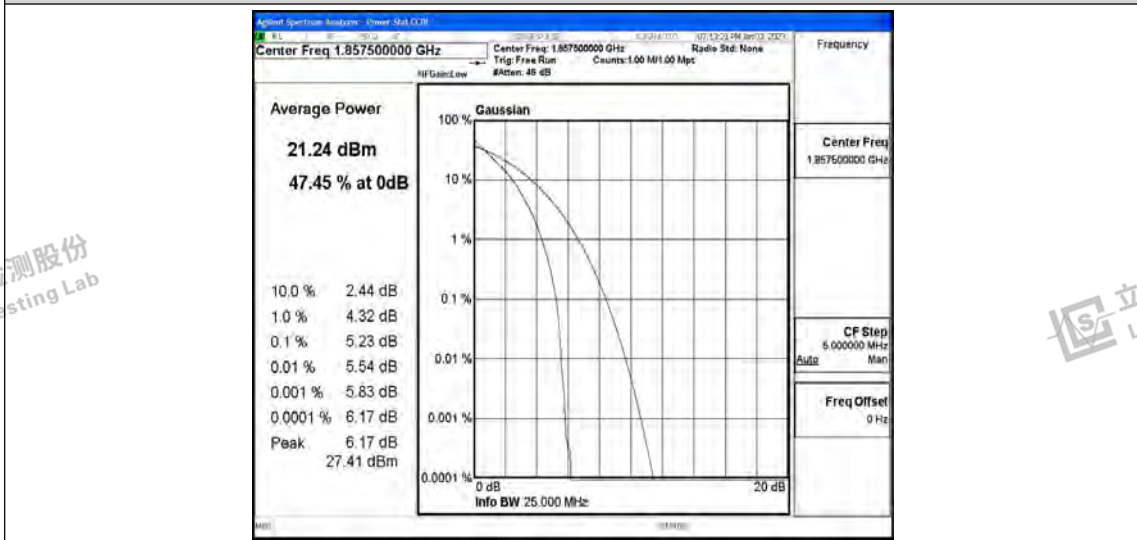 Agilent Spectrum Analyzer - Power Stat CCDF
Center Freq 1.857500000 GHz
Center Freq: 1.857500000 GHz
Radio Std: None
Trig: Free Run
Counts:1.00 M/1.00 Mpt
#IFGain:Low
#Atten: 46 dB
Frequency
Average Power
21.24 dBm
47.45 % at 0dB
10.0 % 2.44 dB
1.0 % 4.32 dB
0.1 % 5.23 dB
0.01 % 5.54 dB
0.001 % 5.83 dB
0.0001 % 6.17 dB
Peak 6.17 dB
27.41 dBm
Gaussian
100 %
10 %
1 %
0.1 %
0.01 %
0.001 %
0.0001 %
0 dB
20 dB
Info BW 25.000 MHz
Center Freq
1.857500000 GHz
CF Step
5.000000 MHz
Auto Man
Freq Offset
0 Hz
测股份
esting Lab
立
L